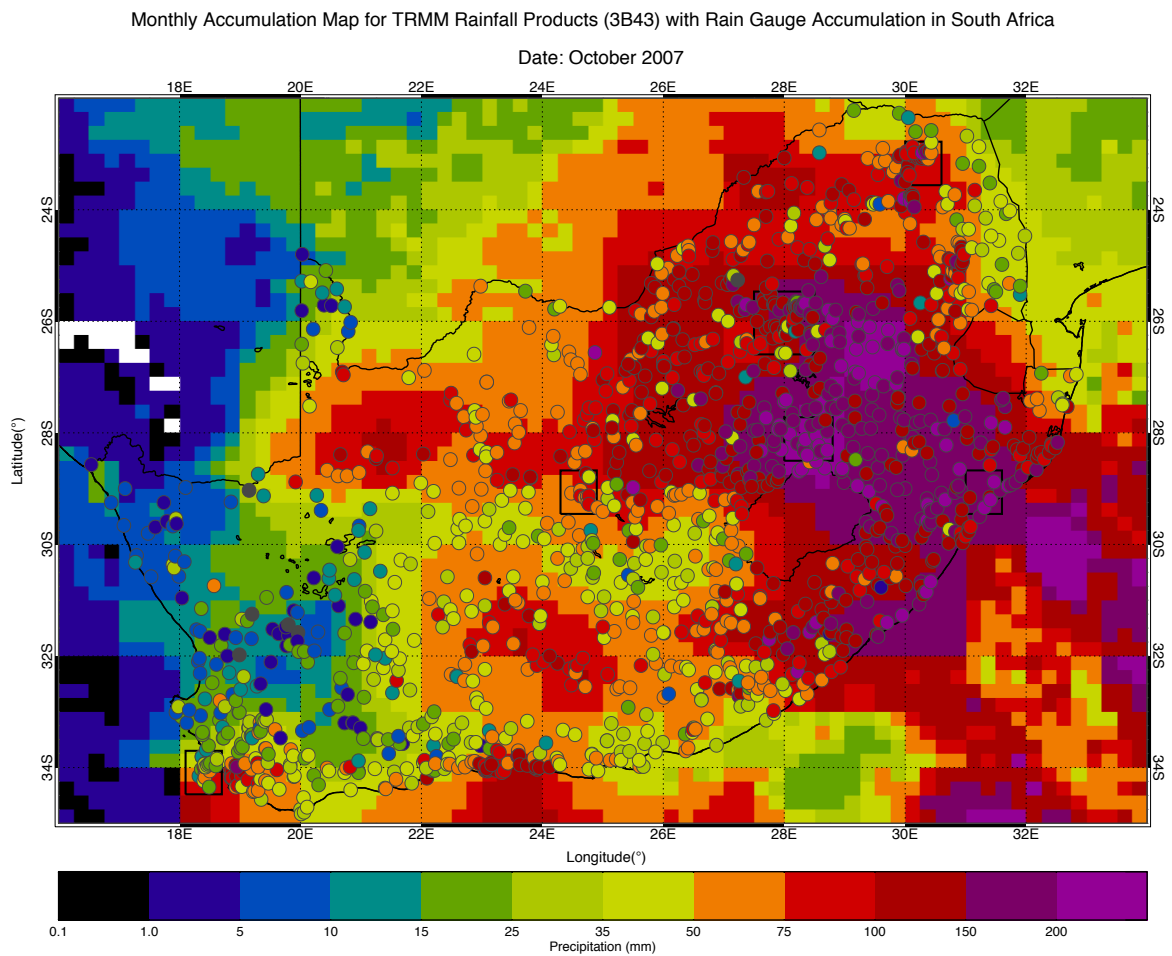 Monthly Accumulation Map for TRMM Rainfall Products (3B43) with Rain Gauge Accumulation in South Africa
Date: October 2007
18E 20E 22E 24E 26E 28E 30E 32E
24S 24S
26S 26S
28S 28S
Latitude(°)
30S 30S
32S 32S
34S 34S
18E 20E 22E 24E 26E 28E 30E 32E
Longitude(°)
0.1 1.0 5 10 15 25 35 50 75 100 150 200
Precipitation (mm)